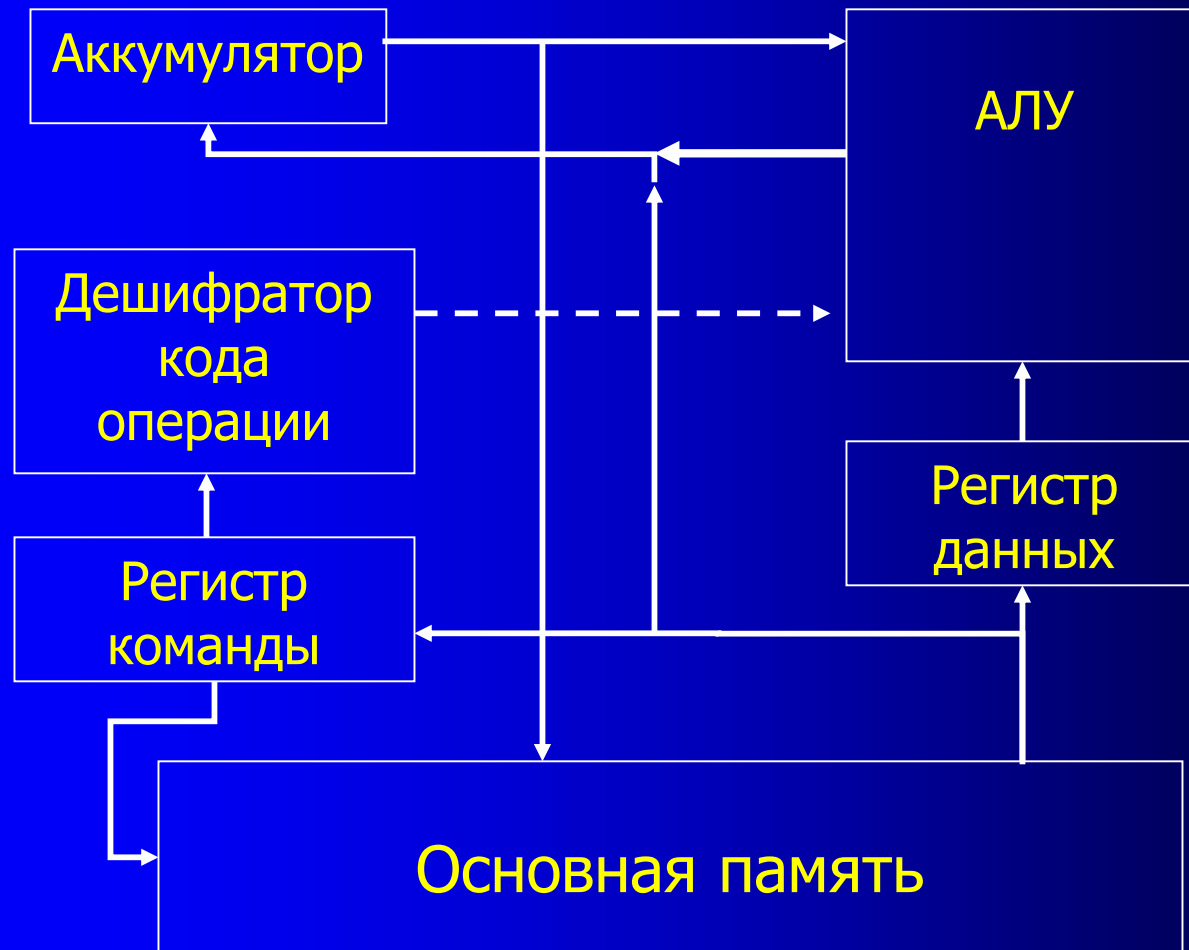 Аккумулятор
АЛУ
Дешифратор
кода
операции
Регистр
данных
Регистр
команды
Основная память